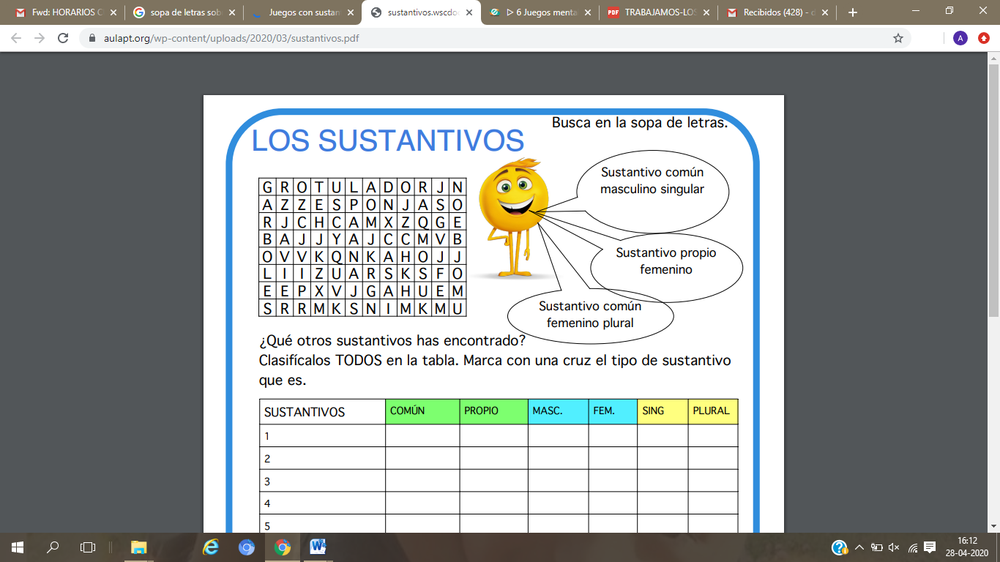 Fwd: HORARIOS C
sopa de letras sob
Juegos con sustan
sustantivos.wscdoc
ᐅ 6 Juegos menta
PDF
TRABAJAMOS-LOS
Recibidos (428) - d
aulapt.org/wp-content/uploads/2020/03/sustantivos.pdf
A
Busca en la sopa de letras.
LOS SUSTANTIVOS
G R O T U L A D O R J N
A Z Z E S P O N J A S O
R J C H C A M X Z Q G E
B A J J Y A J C C M V B
O V V K Q N K A H O J J
L I I Z U A R S K S F O
E E P X V J G A H U E M
S R R M K S N I M K M U
Sustantivo común
masculino singular
Sustantivo propio
femenino
Sustantivo común
femenino plural
¿Qué otros sustantivos has encontrado?
Clasifícalos TODOS en la tabla. Marca con una cruz el tipo de sustantivo
que es.
SUSTANTIVOS COMÚN PROPIO MASC. FEM. SING PLURAL
1
2
3
4
5
16:12
28-04-2020